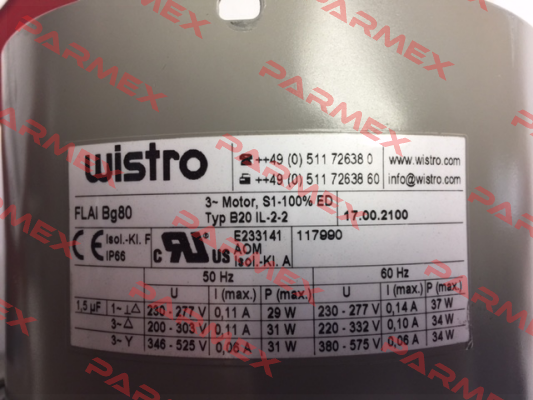 wistro
☎ ++49 (0) 511 72638 0 www.wistro.com
++49 (0) 511 72638 60 info@wistro.com
FLAI Bg80 3~ Motor, S1-100% ED
Typ B20 IL-2-2 17.00.2100
CE Isol.-Kl. F
IP66
c RU US E233141 117990
AOM
Isol.-Kl. A
50 Hz 60 Hz
U I (max.) P (max.) U I (max.) P (max.)
1,5 µF 1~ ⊥△ 230 - 277 V 0,11 A 29 W 230 - 277 V 0,14 A 37 W
3~ △ 200 - 303 V 0,11 A 31 W 220 - 332 V 0,10 A 34 W
3~ Y 346 - 525 V 0,06 A 31 W 380 - 575 V 0,06 A 34 W
PARMEX
PARMEX
PARMEX
PARMEX
PARMEX
PARMEX